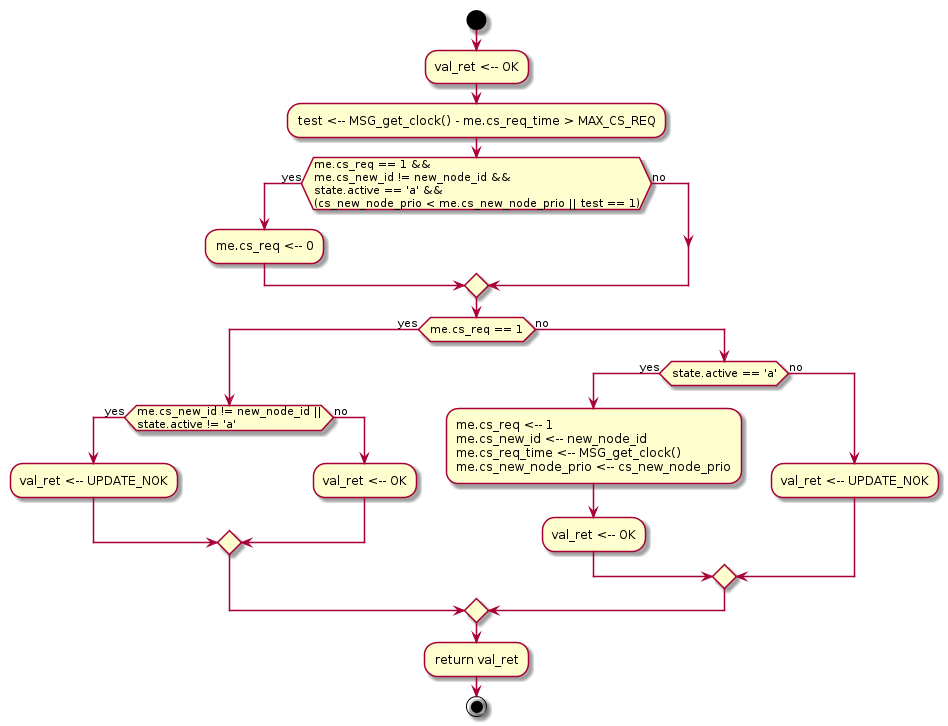 val_ret <-- OK
test <-- MSG_get_clock() - me.cs_req_time > MAX_CS_REQ
yes
me.cs_req == 1 &&
me.cs_new_id != new_node_id &&
state.active == 'a' &&
(cs_new_node_prio < me.cs_new_node_prio || test == 1)
no
me.cs_req <-- 0
yes
me.cs_req == 1
no
yes
me.cs_new_id != new_node_id ||
state.active != 'a'
no
val_ret <-- UPDATE_NOK
val_ret <-- OK
yes
state.active == 'a'
no
me.cs_req <-- 1
me.cs_new_id <-- new_node_id
me.cs_req_time <-- MSG_get_clock()
me.cs_new_node_prio <-- cs_new_node_prio
val_ret <-- OK
val_ret <-- UPDATE_NOK
return val_ret